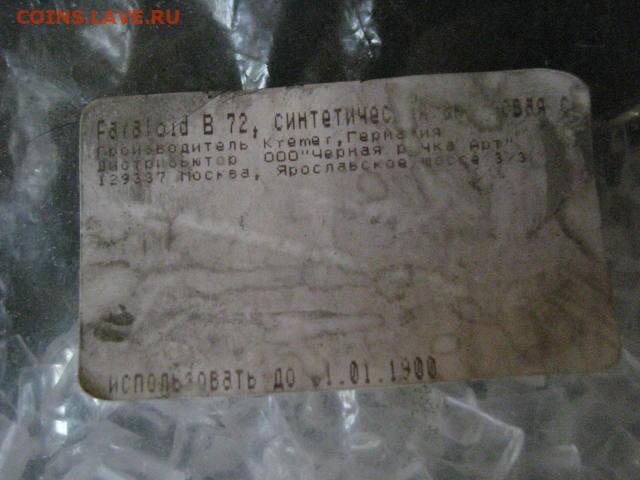 COINS.LAVE.RU
Paraloid B 72, синтетичес
Производитель Kremer, Германия
Дистрибьютор ООО "Черная р чка Арт"
129337 Москва, Ярославское шоссе 3/3
использовать до 1.01.1900